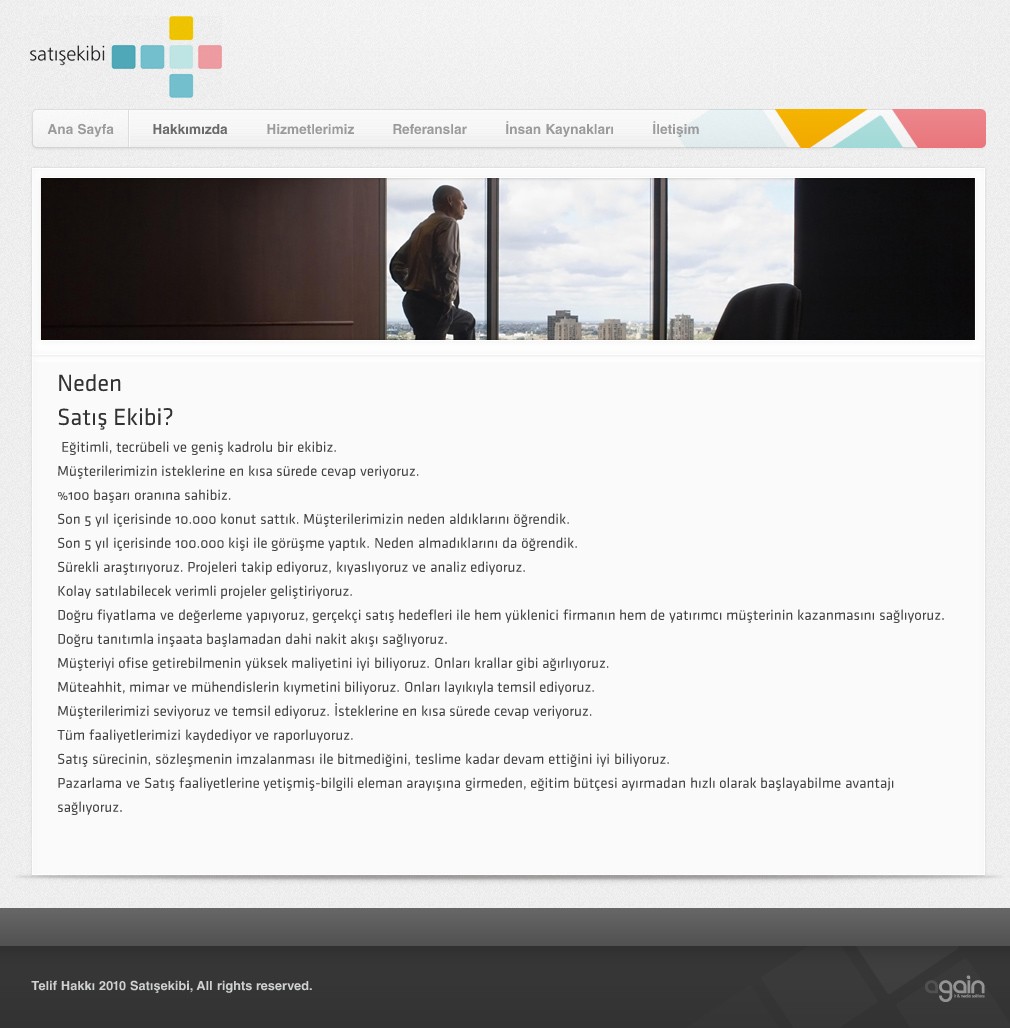 satışekibi
Ana Sayfa Hakkımızda Hizmetlerimiz Referanslar İnsan Kaynakları İletişim
Neden
Satış Ekibi?
Eğitimli, tecrübeli ve geniş kadrolu bir ekibiz.
Müşterilerimizin isteklerine en kısa sürede cevap veriyoruz.
%100 başarı oranına sahibiz.
Son 5 yıl içerisinde 10.000 konut sattık. Müşterilerimizin neden aldıklarını öğrendik.
Son 5 yıl içerisinde 100.000 kişi ile görüşme yaptık. Neden almadıklarını da öğrendik.
Sürekli araştırıyoruz. Projeleri takip ediyoruz, kıyaslıyoruz ve analiz ediyoruz.
Kolay satılabilecek verimli projeler geliştiriyoruz.
Doğru fiyatlama ve değerleme yapıyoruz, gerçekçi satış hedefleri ile hem yüklenici firmanın hem de yatırımcı müşterinin kazanmasını sağlıyoruz.
Doğru tanıtımla inşaata başlamadan dahi nakit akışı sağlıyoruz.
Müşteriyi ofise getirebilmenin yüksek maliyetini iyi biliyoruz. Onları krallar gibi ağırlıyoruz.
Müteahhit, mimar ve mühendislerin kıymetini biliyoruz. Onları layıkıyla temsil ediyoruz.
Müşterilerimizi seviyoruz ve temsil ediyoruz. İsteklerine en kısa sürede cevap veriyoruz.
Tüm faaliyetlerimizi kaydediyor ve raporluyoruz.
Satış sürecinin, sözleşmenin imzalanması ile bitmediğini, teslime kadar devam ettiğini iyi biliyoruz.
Pazarlama ve Satış faaliyetlerine yetişmiş-bilgili eleman arayışına girmeden, eğitim bütçesi ayırmadan hızlı olarak başlayabilme avantajı
sağlıyoruz.
Telif Hakkı 2010 Satışekibi, All rights reserved.
again